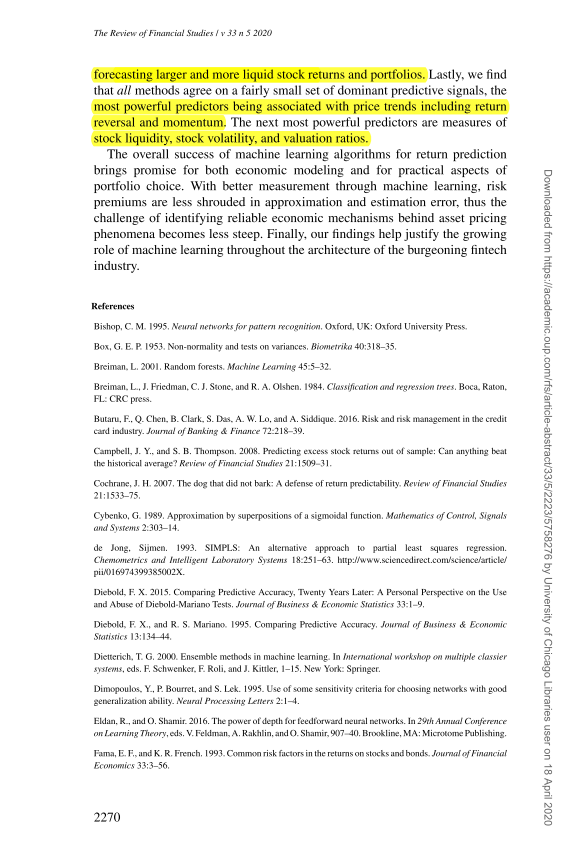 The Review of Financial Studies / v 33 n 5 2020
forecasting larger and more liquid stock returns and portfolios. Lastly, we find
that all methods agree on a fairly small set of dominant predictive signals, the
most powerful predictors being associated with price trends including return
reversal and momentum. The next most powerful predictors are measures of
stock liquidity, stock volatility, and valuation ratios.
The overall success of machine learning algorithms for return prediction
brings promise for both economic modeling and for practical aspects of
portfolio choice. With better measurement through machine learning, risk
premiums are less shrouded in approximation and estimation error, thus the
challenge of identifying reliable economic mechanisms behind asset pricing
phenomena becomes less steep. Finally, our findings help justify the growing
role of machine learning throughout the architecture of the burgeoning fintech
industry.
References
Bishop, C. M. 1995. Neural networks for pattern recognition. Oxford, UK: Oxford University Press.
Box, G. E. P. 1953. Non-normality and tests on variances. Biometrika 40:318–35.
Breiman, L. 2001. Random forests. Machine Learning 45:5–32.
Breiman, L., J. Friedman, C. J. Stone, and R. A. Olshen. 1984. Classification and regression trees. Boca, Raton,
FL: CRC press.
Butaru, F., Q. Chen, B. Clark, S. Das, A. W. Lo, and A. Siddique. 2016. Risk and risk management in the credit
card industry. Journal of Banking & Finance 72:218–39.
Campbell, J. Y., and S. B. Thompson. 2008. Predicting excess stock returns out of sample: Can anything beat
the historical average? Review of Financial Studies 21:1509–31.
Cochrane, J. H. 2007. The dog that did not bark: A defense of return predictability. Review of Financial Studies
21:1533–75.
Cybenko, G. 1989. Approximation by superpositions of a sigmoidal function. Mathematics of Control, Signals
and Systems 2:303–14.
de Jong, Sijmen. 1993. SIMPLS: An alternative approach to partial least squares regression.
Chemometrics and Intelligent Laboratory Systems 18:251–63. http://www.sciencedirect.com/science/article/
pii/016974399385002X.
Diebold, F. X. 2015. Comparing Predictive Accuracy, Twenty Years Later: A Personal Perspective on the Use
and Abuse of Diebold-Mariano Tests. Journal of Business & Economic Statistics 33:1–9.
Diebold, F. X., and R. S. Mariano. 1995. Comparing Predictive Accuracy. Journal of Business & Economic
Statistics 13:134–44.
Dietterich, T. G. 2000. Ensemble methods in machine learning. In International workshop on multiple classier
systems, eds. F. Schwenker, F. Roli, and J. Kittler, 1–15. New York: Springer.
Dimopoulos, Y., P. Bourret, and S. Lek. 1995. Use of some sensitivity criteria for choosing networks with good
generalization ability. Neural Processing Letters 2:1–4.
Eldan, R., and O. Shamir. 2016. The power of depth for feedforward neural networks. In 29th Annual Conference
on Learning Theory, eds. V. Feldman, A. Rakhlin, and O. Shamir, 907–40. Brookline, MA: Microtome Publishing.
Fama, E. F., and K. R. French. 1993. Common risk factors in the returns on stocks and bonds. Journal of Financial
Economics 33:3–56.
2270
Downloaded from https://academic.oup.com/rfs/article-abstract/33/5/2223/5758276 by University of Chicago Libraries user on 18 April 2020